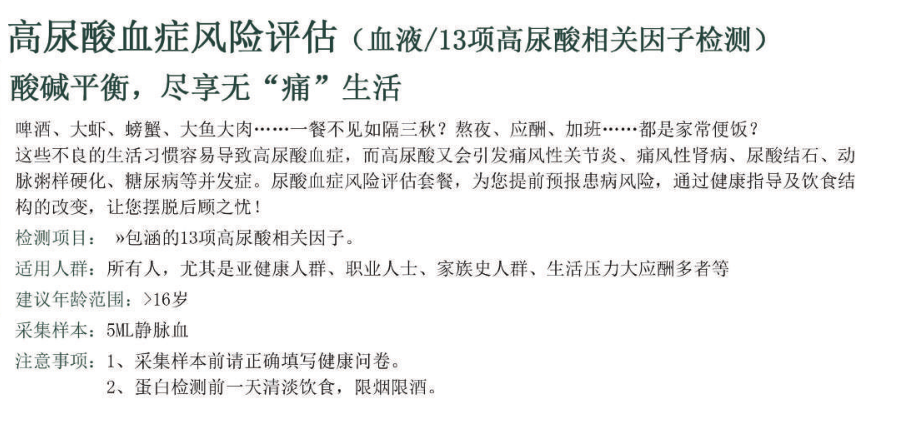 高尿酸血症风险评估（血液/13项高尿酸相关因子检测）
酸碱平衡，尽享无“痛”生活
啤酒、大虾、螃蟹、大鱼大肉……一餐不见如隔三秋？熬夜、应酬、加班……都是家常便饭？
这些不良的生活习惯容易导致高尿酸血症，而高尿酸又会引发痛风性关节炎、痛风性肾病、尿酸结石、动
脉粥样硬化、糖尿病等并发症。尿酸血症风险评估套餐，为您提前预报患病风险，通过健康指导及饮食结
构的改变，让您摆脱后顾之忧！
检测项目： »包涵的13项高尿酸相关因子。
适用人群：所有人，尤其是亚健康人群、职业人士、家族史人群、生活压力大应酬多者等
建议年龄范围：>16岁
采集样本：5ML静脉血
注意事项：1、采集样本前请正确填写健康问卷。
2、蛋白检测前一天清淡饮食，限烟限酒。